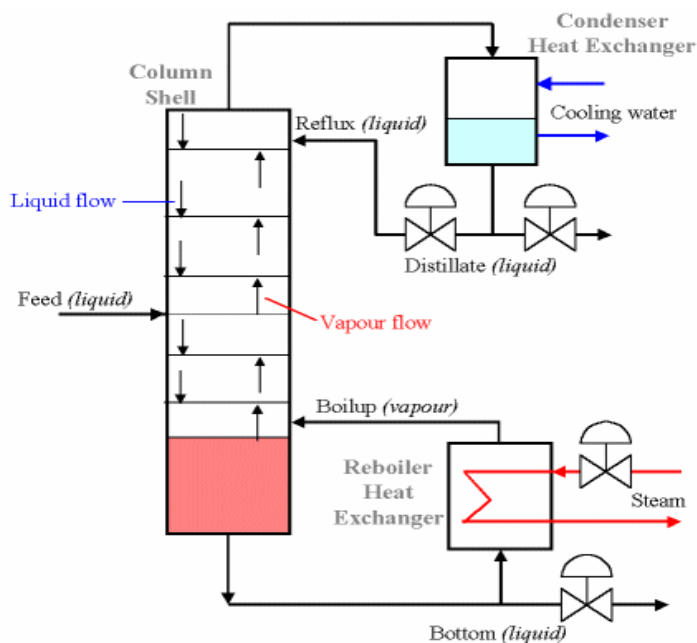 Condenser
Heat Exchanger
Column
Shell
Cooling water
Reflux (liquid)
Liquid flow
Distillate (liquid)
Feed (liquid)
Vapour flow
Boilup (vapour)
Reboiler
Heat
Exchanger
Steam
Bottom (liquid)